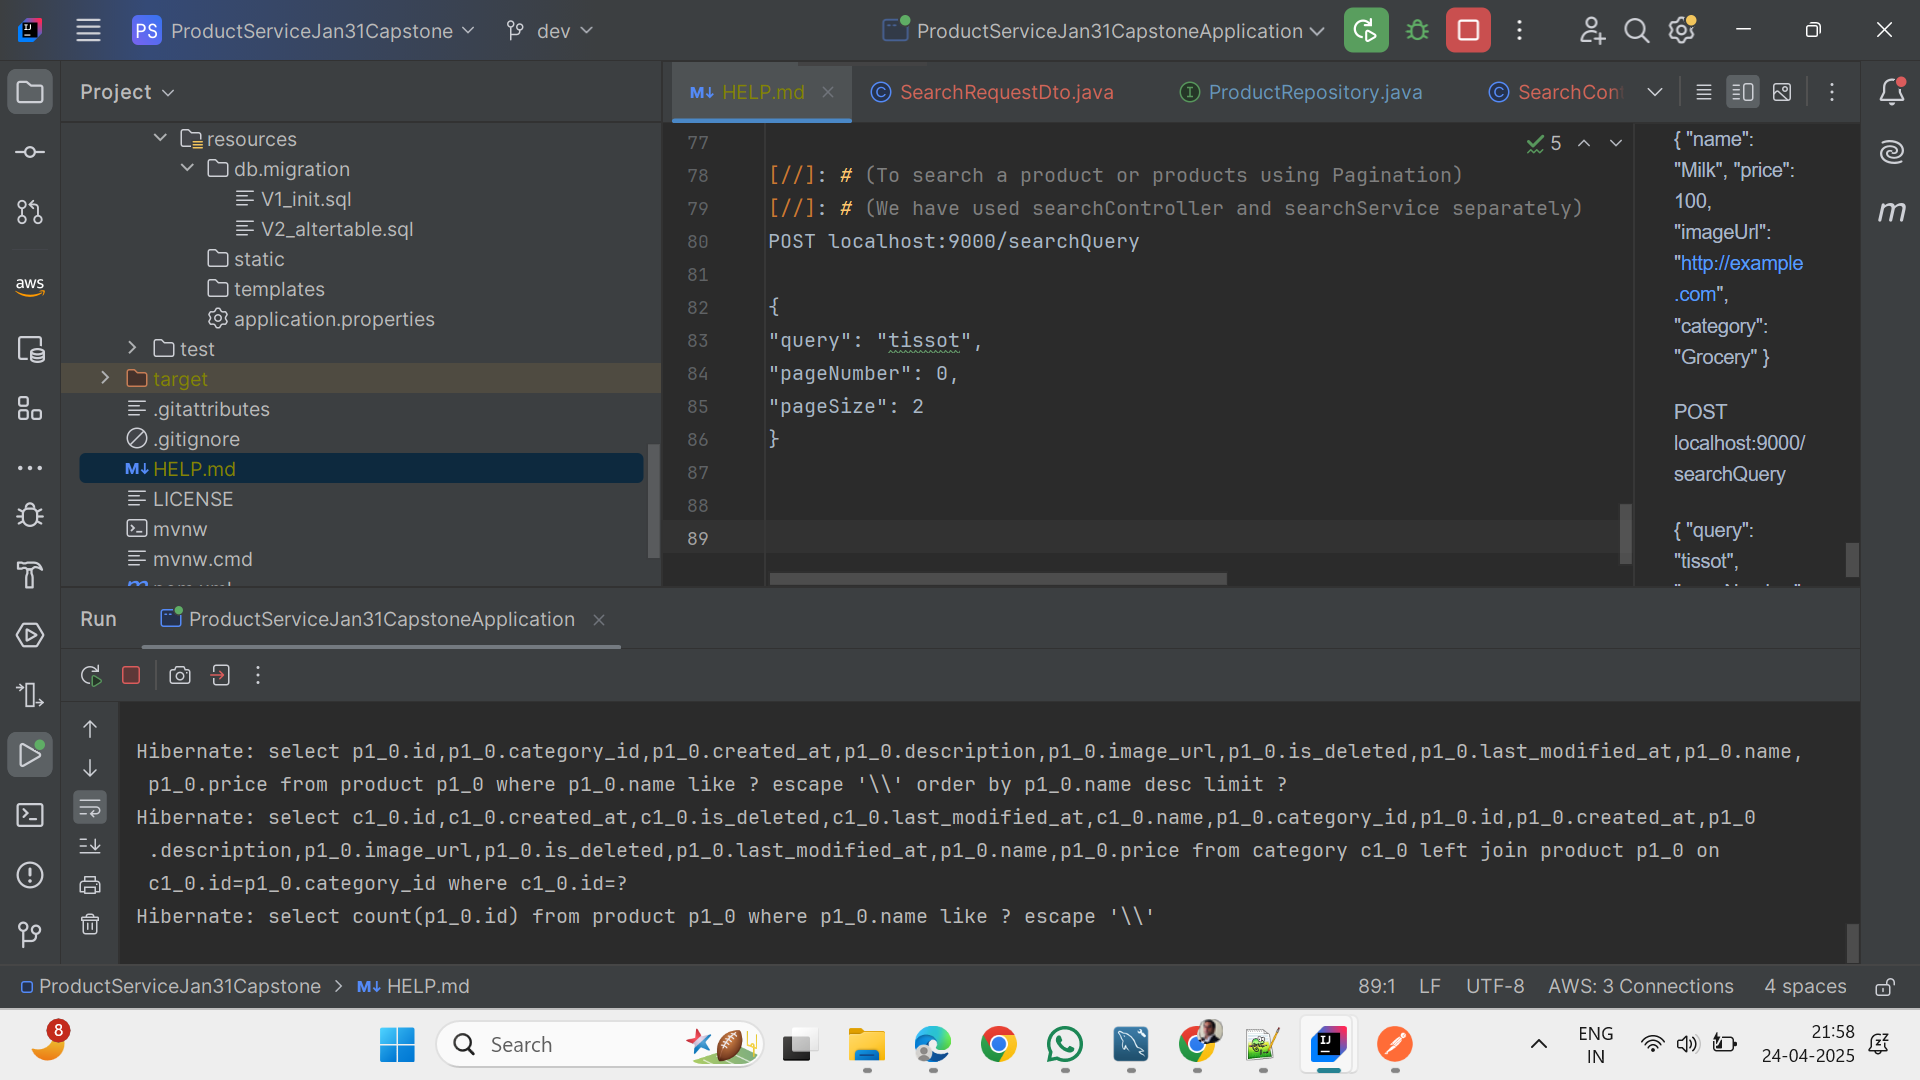 PS ProductServiceJan31Capstone dev ProductServiceJan31CapstoneApplication
Project
HELP.md SearchRequestDto.java ProductRepository.java SearchCon
resources
db.migration
V1_init.sql
V2_altertable.sql
static
templates
application.properties
test
target
.gitattributes
.gitignore
M↓ HELP.md
LICENSE
mvnw
mvnw.cmd
aws
5
77
78 [//]: # (To search a product or products using Pagination)
79 [//]: # (We have used searchController and searchService separately)
80 POST localhost:9000/searchQuery
81
82 {
83 "query": "tissot",
84 "pageNumber": 0,
85 "pageSize": 2
86 }
87
88
89
{ "name":
"Milk", "price":
100,
"imageUrl":
"http://example
.com",
"category":
"Grocery" }
POST
localhost:9000/
searchQuery
{ "query":
"tissot",
m
Run ProductServiceJan31CapstoneApplication
Hibernate: select p1_0.id,p1_0.category_id,p1_0.created_at,p1_0.description,p1_0.image_url,p1_0.is_deleted,p1_0.last_modified_at,p1_0.name,
p1_0.price from product p1_0 where p1_0.name like ? escape '\\' order by p1_0.name desc limit ?
Hibernate: select c1_0.id,c1_0.created_at,c1_0.is_deleted,c1_0.last_modified_at,c1_0.name,p1_0.category_id,p1_0.id,p1_0.created_at,p1_0
.description,p1_0.image_url,p1_0.is_deleted,p1_0.last_modified_at,p1_0.name,p1_0.price from category c1_0 left join product p1_0 on
c1_0.id=p1_0.category_id where c1_0.id=?
Hibernate: select count(p1_0.id) from product p1_0 where p1_0.name like ? escape '\\'
ProductServiceJan31Capstone > M↓ HELP.md
89:1 LF UTF-8 AWS: 3 Connections 4 spaces
8
Search
ENG
IN
21:58
24-04-2025